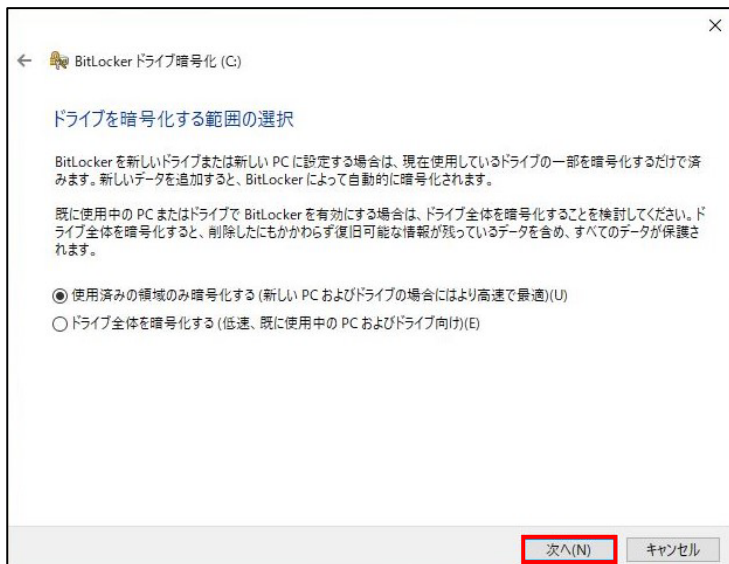 BitLocker ドライブ暗号化 (C:)
ドライブを暗号化する範囲の選択
BitLocker を新しいドライブまたは新しい PC に設定する場合は、現在使用しているドライブの一部を暗号化するだけで済
みます。新しいデータを追加すると、BitLocker によって自動的に暗号化されます。
既に使用中の PC またはドライブで BitLocker を有効にする場合は、ドライブ全体を暗号化することを検討してください。ド
ライブ全体を暗号化すると、削除したにもかかわらず復旧可能な情報が残っているデータを含め、すべてのデータが保護さ
れます。
使用済みの領域のみ暗号化する (新しい PC およびドライブの場合にはより高速で最適)(U)
ドライブ全体を暗号化する (低速、既に使用中の PC およびドライブ向け)(E)
次へ(N)
キャンセル